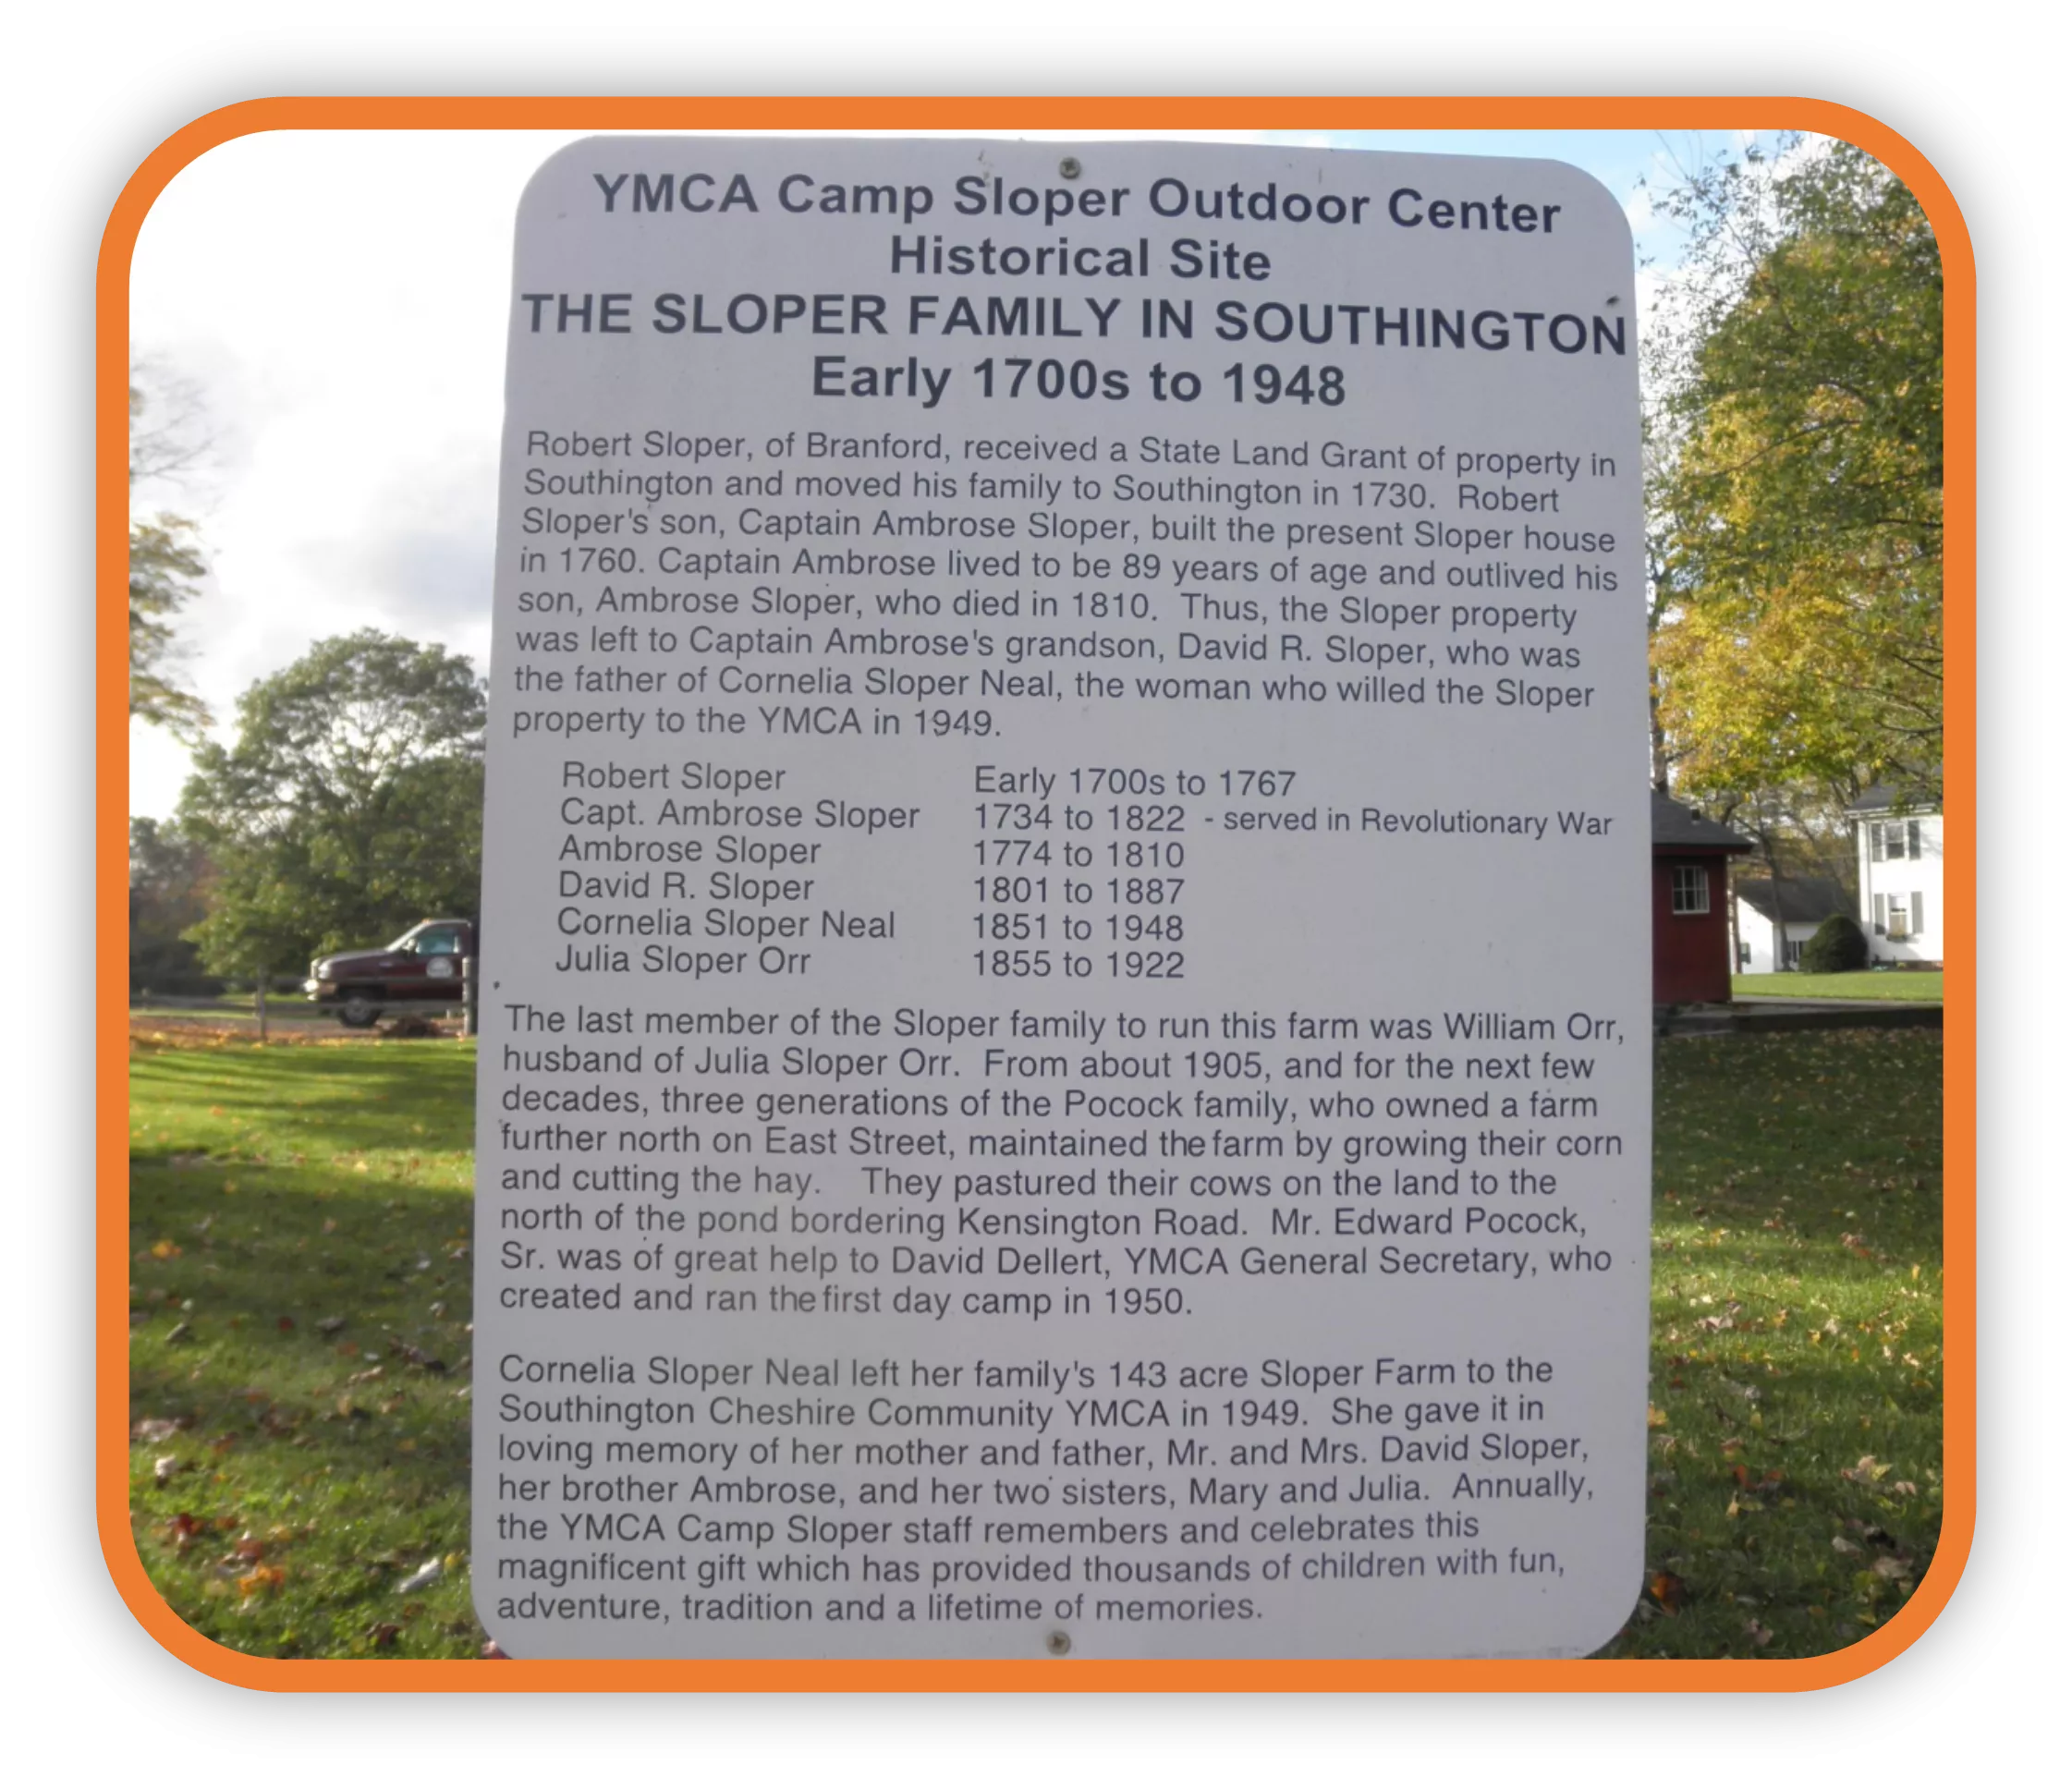 YMCA Camp Sloper Outdoor Center
Historical Site
THE SLOPER FAMILY IN SOUTHINGTON
Early 1700s to 1948
Robert Sloper, of Branford, received a State Land Grant of property in
Southington and moved his family to Southington in 1730. Robert
Sloper's son, Captain Ambrose Sloper, built the present Sloper house
in 1760. Captain Ambrose lived to be 89 years of age and outlived his
son, Ambrose Sloper, who died in 1810. Thus, the Sloper property
was left to Captain Ambrose's grandson, David R. Sloper, who was
the father of Cornelia Sloper Neal, the woman who willed the Sloper
property to the YMCA in 1949.
Robert Sloper Early 1700s to 1767
Capt. Ambrose Sloper 1734 to 1822 - served in Revolutionary War
Ambrose Sloper 1774 to 1810
David R. Sloper 1801 to 1887
Cornelia Sloper Neal 1851 to 1948
Julia Sloper Orr 1855 to 1922
The last member of the Sloper family to run this farm was William Orr,
husband of Julia Sloper Orr. From about 1905, and for the next few
decades, three generations of the Pocock family, who owned a farm
further north on East Street, maintained the farm by growing their corn
and cutting the hay. They pastured their cows on the land to the
north of the pond bordering Kensington Road. Mr. Edward Pocock,
Sr. was of great help to David Dellert, YMCA General Secretary, who
created and ran the first day camp in 1950.
Cornelia Sloper Neal left her family's 143 acre Sloper Farm to the
Southington Cheshire Community YMCA in 1949. She gave it in
loving memory of her mother and father, Mr. and Mrs. David Sloper,
her brother Ambrose, and her two sisters, Mary and Julia. Annually,
the YMCA Camp Sloper staff remembers and celebrates this
magnificent gift which has provided thousands of children with fun,
adventure, tradition and a lifetime of memories.